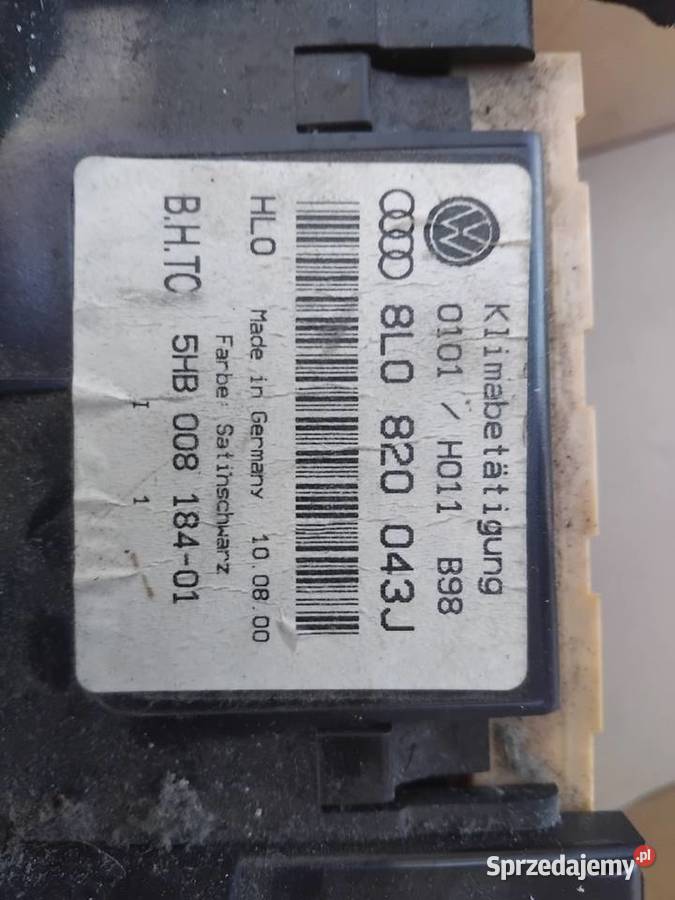 Klimabetätigung
0101 / H011 B98
8L0 820 043J
HLO Made in Germany 10.08.00
Farbe: Satinschwarz
B.H.TC 5HB 008 184-01
I 1
Sprzedajemy.pl